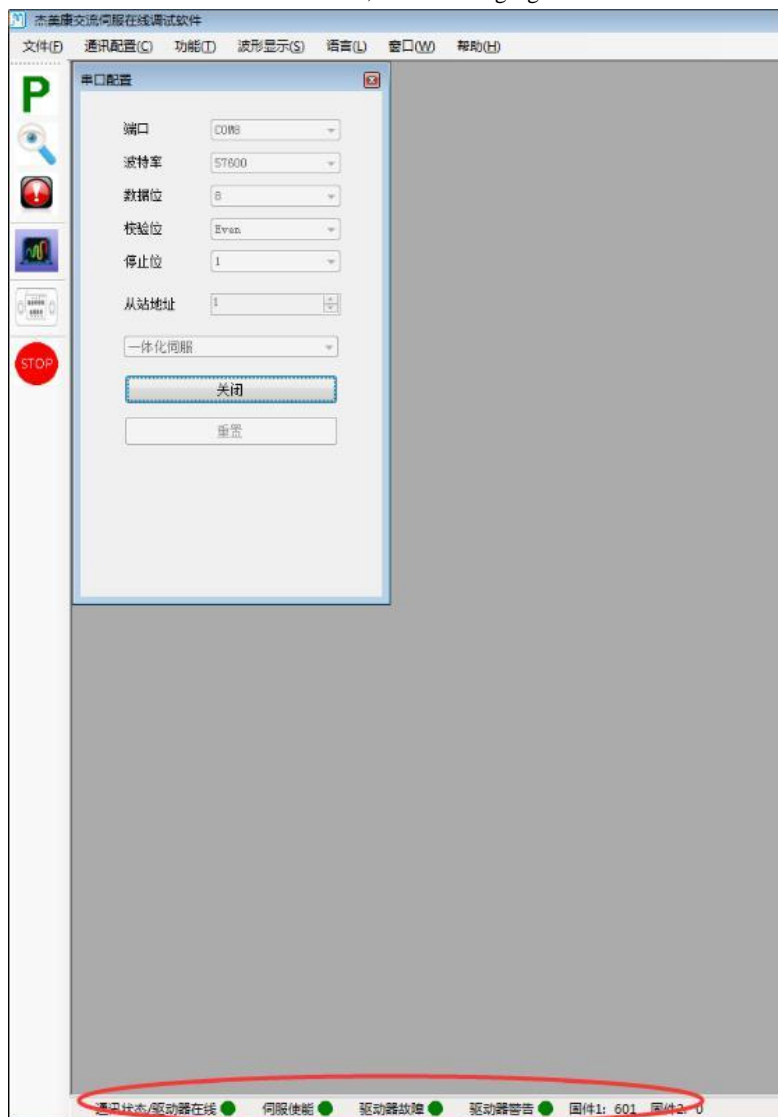 杰美康交流伺服在线调试软件
文件(F) 通讯配置(C) 功能(T) 波形显示(S) 语言(L) 窗口(W) 帮助(H)
P
串口配置
端口 COM8
波特率 57600
数据位 8
校验位 Even
停止位 1
从站地址 1
一体化伺服
STOP
关闭
重置
通讯状态/驱动器在线 伺服使能 驱动器故障 驱动器警告 固件1: 601 固件2: 0